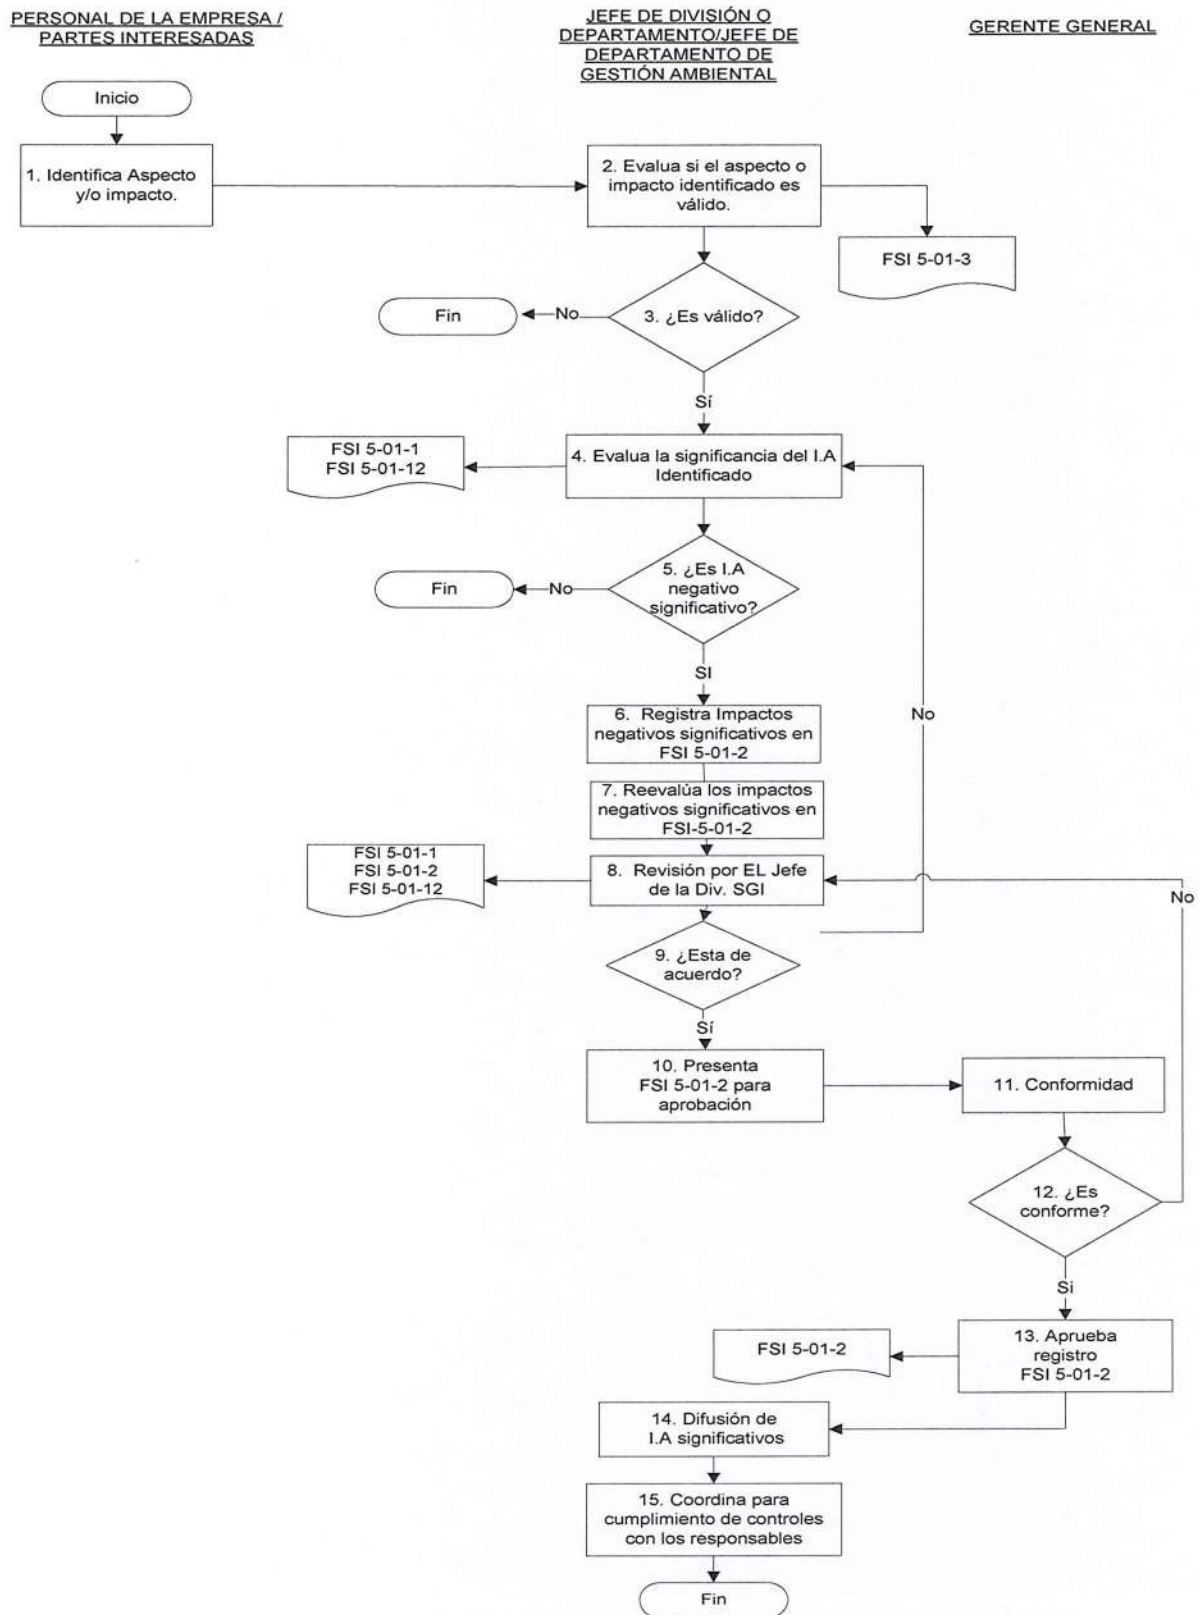 PERSONAL DE LA EMPRESA /
PARTES INTERESADAS
JEFE DE DIVISIÓN O
DEPARTAMENTO/JEFE DE
DEPARTAMENTO DE
GESTIÓN AMBIENTAL
GERENTE GENERAL
Inicio
1. Identifica Aspecto
y/o impacto.
2. Evalua si el aspecto o
impacto identificado es
válido.
FSI 5-01-3
3. ¿Es válido?
No
Fin
Sí
4. Evalua la significancia del I.A
Identificado
FSI 5-01-1
FSI 5-01-12
5. ¿Es I.A
negativo
significativo?
No
Fin
SI
6. Registra Impactos
negativos significativos en
FSI 5-01-2
No
7. Reevalúa los impactos
negativos significativos en
FSI-5-01-2
8. Revisión por EL Jefe
de la Div. SGI
FSI 5-01-1
FSI 5-01-2
FSI 5-01-12
No
9. ¿Esta de
acuerdo?
Sí
10. Presenta
FSI 5-01-2 para
aprobación
11. Conformidad
12. ¿Es
conforme?
Si
13. Aprueba
registro
FSI 5-01-2
FSI 5-01-2
14. Difusión de
I.A significativos
15. Coordina para
cumplimiento de controles
con los responsables
Fin